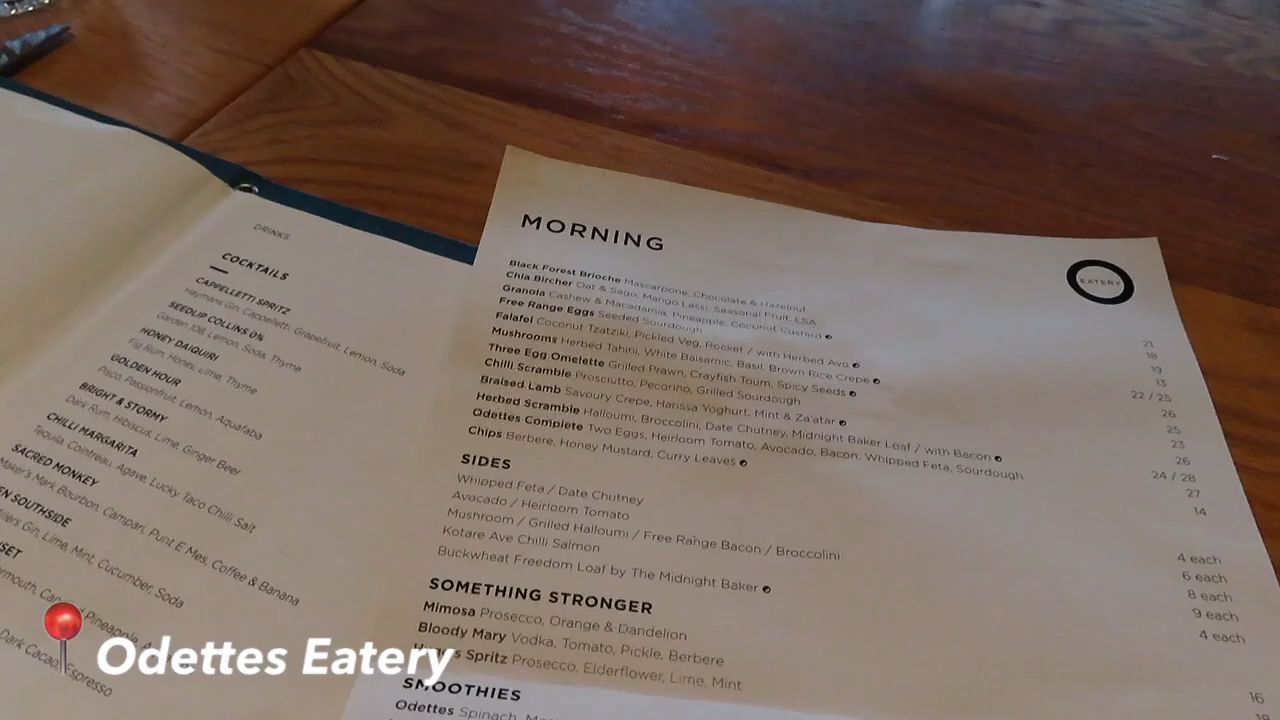 DRINKS
COCKTAILS
CAPPELLETTI SPRITZ
Haymans Gin, Cappelletti, Grapefruit, Lemon, Soda
SEEDLIP COLLINS 0%
Garden 108, Lemon, Soda, Thyme
HONEY DAIQUIRI
Fig Rum, Honey, Lime, Thyme
GOLDEN HOUR
Pisco, Passionfruit, Lemon, Aquafaba
BRIGHT & STORMY
Dark Rum, Hibiscus, Lime, Ginger Beer
CHILLI MARGARITA
Tequila, Cointreau, Agave, Lucky Taco Chilli Salt
SACRED MONKEY
Maker's Mark Bourbon, Campari, Punt E Mes, Coffee & Banana
SOUTHSIDE
Gin, Lime, Mint, Cucumber, Soda
Pineapple
Dark Cacao, Espresso
MORNING
EATERY
Black Forest Brioche Mascarpone, Chocolate & Hazelnut 21
Chia Bircher Oat & Sago, Mango Lassi, Seasonal Fruit, LSA 18
Granola Cashew & Macadamia, Pineapple, Coconut Custard 19
Free Range Eggs Seeded Sourdough 13
Falafel Coconut Tzatziki, Pickled Veg, Rocket / with Herbed Avo 22 / 25
Mushrooms Herbed Tahini, White Balsamic, Basil, Brown Rice Crepe 26
Three Egg Omelette Grilled Prawn, Crayfish Toum, Spicy Seeds 25
Chilli Scramble Prosciutto, Pecorino, Grilled Sourdough 23
Braised Lamb Savoury Crepe, Harissa Yoghurt, Mint & Za'atar 26
Herbed Scramble Halloumi, Broccolini, Date Chutney, Midnight Baker Loaf / with Bacon 24 / 28
Odettes Complete Two Eggs, Heirloom Tomato, Avocado, Bacon, Whipped Feta, Sourdough 27
Chips Berbere, Honey Mustard, Curry Leaves 14
SIDES
Whipped Feta / Date Chutney 4 each
Avocado / Heirloom Tomato 6 each
Mushroom / Grilled Halloumi / Free Range Bacon / Broccolini 8 each
Kotare Ave Chilli Salmon 9 each
Buckwheat Freedom Loaf by The Midnight Baker 4 each
SOMETHING STRONGER
Mimosa Prosecco, Orange & Dandelion 16
Bloody Mary Vodka, Tomato, Pickle, Berbere
Spritz Prosecco, Elderflower, Lime, Mint
SMOOTHIES
Odettes Spinach,
Odettes Eatery